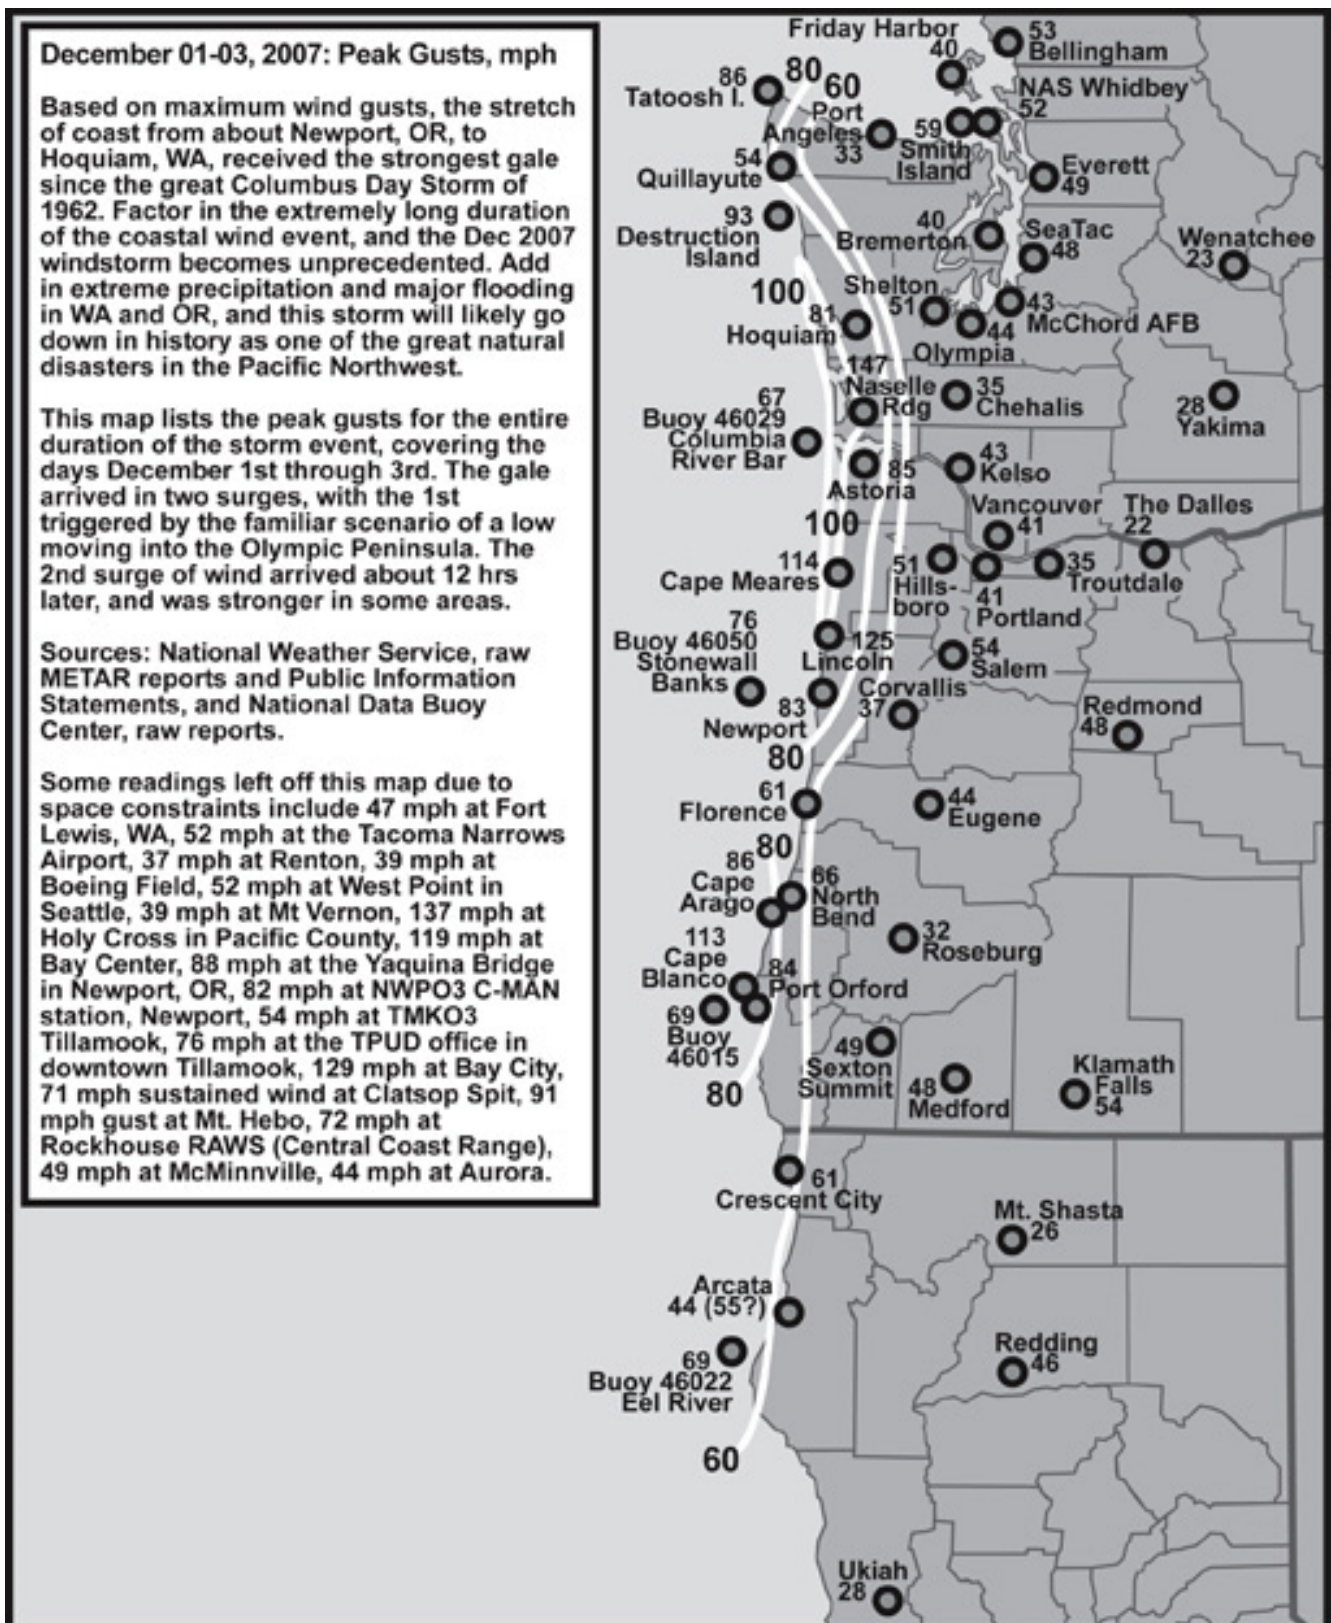 December 01-03, 2007: Peak Gusts, mph
Based on maximum wind gusts, the stretch
of coast from about Newport, OR, to
Hoquiam, WA, received the strongest gale
since the great Columbus Day Storm of
1962. Factor in the extremely long duration
of the coastal wind event, and the Dec 2007
windstorm becomes unprecedented. Add
in extreme precipitation and major flooding
in WA and OR, and this storm will likely go
down in history as one of the great natural
disasters in the Pacific Northwest.
This map lists the peak gusts for the entire
duration of the storm event, covering the
days December 1st through 3rd. The gale
arrived in two surges, with the 1st
triggered by the familiar scenario of a low
moving into the Olympic Peninsula. The
2nd surge of wind arrived about 12 hrs
later, and was stronger in some areas.
Sources: National Weather Service, raw
METAR reports and Public Information
Statements, and National Data Buoy
Center, raw reports.
Some readings left off this map due to
space constraints include 47 mph at Fort
Lewis, WA, 52 mph at the Tacoma Narrows
Airport, 37 mph at Renton, 39 mph at
Boeing Field, 52 mph at West Point in
Seattle, 39 mph at Mt Vernon, 137 mph at
Holy Cross in Pacific County, 119 mph at
Bay Center, 88 mph at the Yaquina Bridge
in Newport, OR, 82 mph at NWPO3 C-MAN
station, Newport, 54 mph at TMKO3
Tillamook, 76 mph at the TPUD office in
downtown Tillamook, 129 mph at Bay City,
71 mph sustained wind at Clatsop Spit, 91
mph gust at Mt. Hebo, 72 mph at
Rockhouse RAWS (Central Coast Range),
49 mph at McMinnville, 44 mph at Aurora.
Friday Harbor
40
53
Bellingham
86
Tatoosh I.
80
60
NAS Whidbey
52
Port
Angeles
33
59
Smith
Island
54
Quillayute
Everett
49
93
Destruction
Island
40
Bremerton
SeaTac
48
Wenatchee
23
100
Shelton
51
43
McChord AFB
81
Hoquiam
44
Olympia
147
Naselle
Rdg
35
Chehalis
28
Yakima
67
Buoy 46029
Columbia
River Bar
85
Astoria
43
Kelso
100
Vancouver
41
The Dalles
22
114
Cape Meares
51
Hills-
boro
41
Portland
35
Troutdale
76
Buoy 46050
Stonewall
Banks
125
Lincoln
54
Salem
83
Newport
Corvallis
37
Redmond
48
80
61
Florence
44
Eugene
80
86
Cape
Arago
66
North
Bend
32
Roseburg
113
Cape
Blanco
84
Port Orford
69
Buoy
46015
49
Sexton
Summit
48
Medford
Klamath
Falls
54
80
61
Crescent City
Mt. Shasta
26
Arcata
44 (55?)
69
Buoy 46022
Eel River
Redding
46
60
Ukiah
28